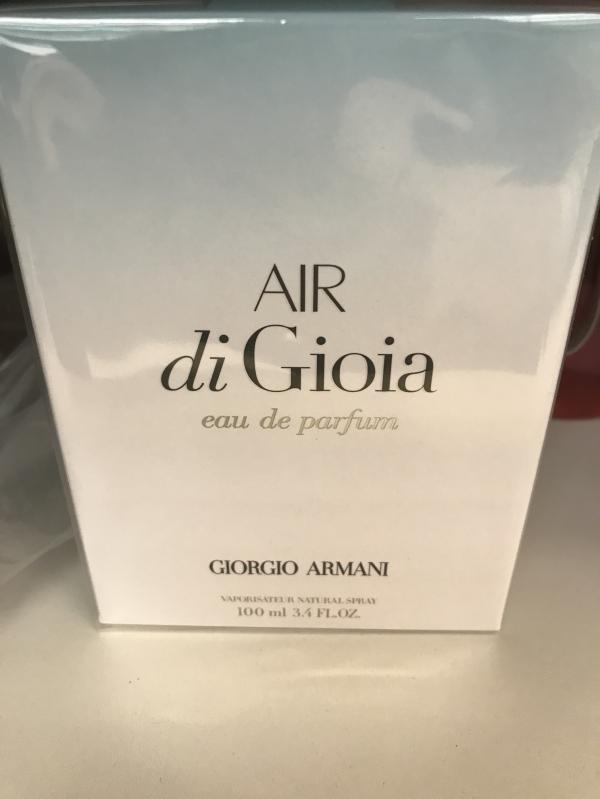 AIR
di Gioia
eau de parfum
GIORGIO ARMANI
VAPORISATEUR NATURAL SPRAY
100 ml 3.4 FL.OZ.